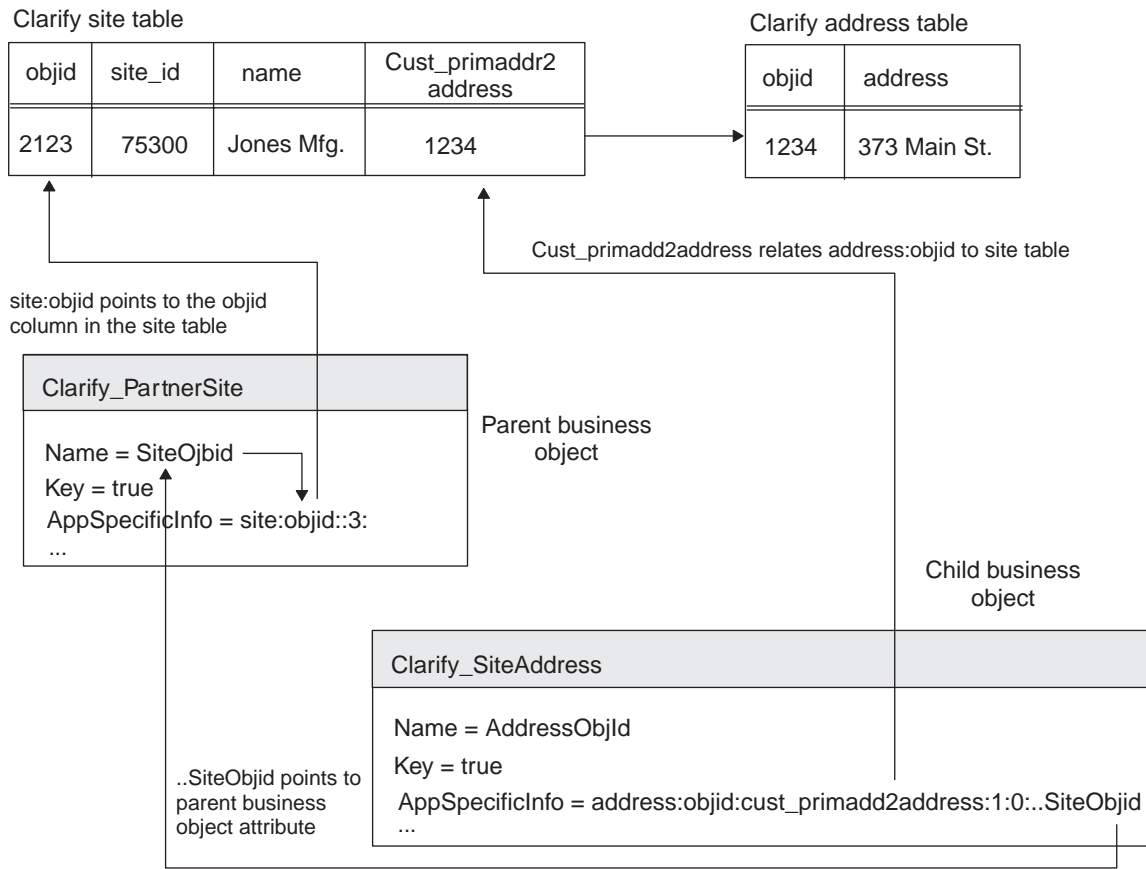 Clarify site table
objid site_id name Cust_primaddr2
address
2123 75300 Jones Mfg. 1234
Clarify address table
objid address
1234 373 Main St.
Cust_primadd2address relates address:objid to site table
site:objid points to the objid
column in the site table
Clarify_PartnerSite
Name = SiteOjbid
Key = true
AppSpecificInfo = site:objid::3:
...
Parent business
object
Child business
object
Clarify_SiteAddress
Name = AddressObjId
Key = true
AppSpecificInfo = address:objid:cust_primadd2address:1:0:..SiteObjid
...
..SiteObjid points to
parent business
object attribute